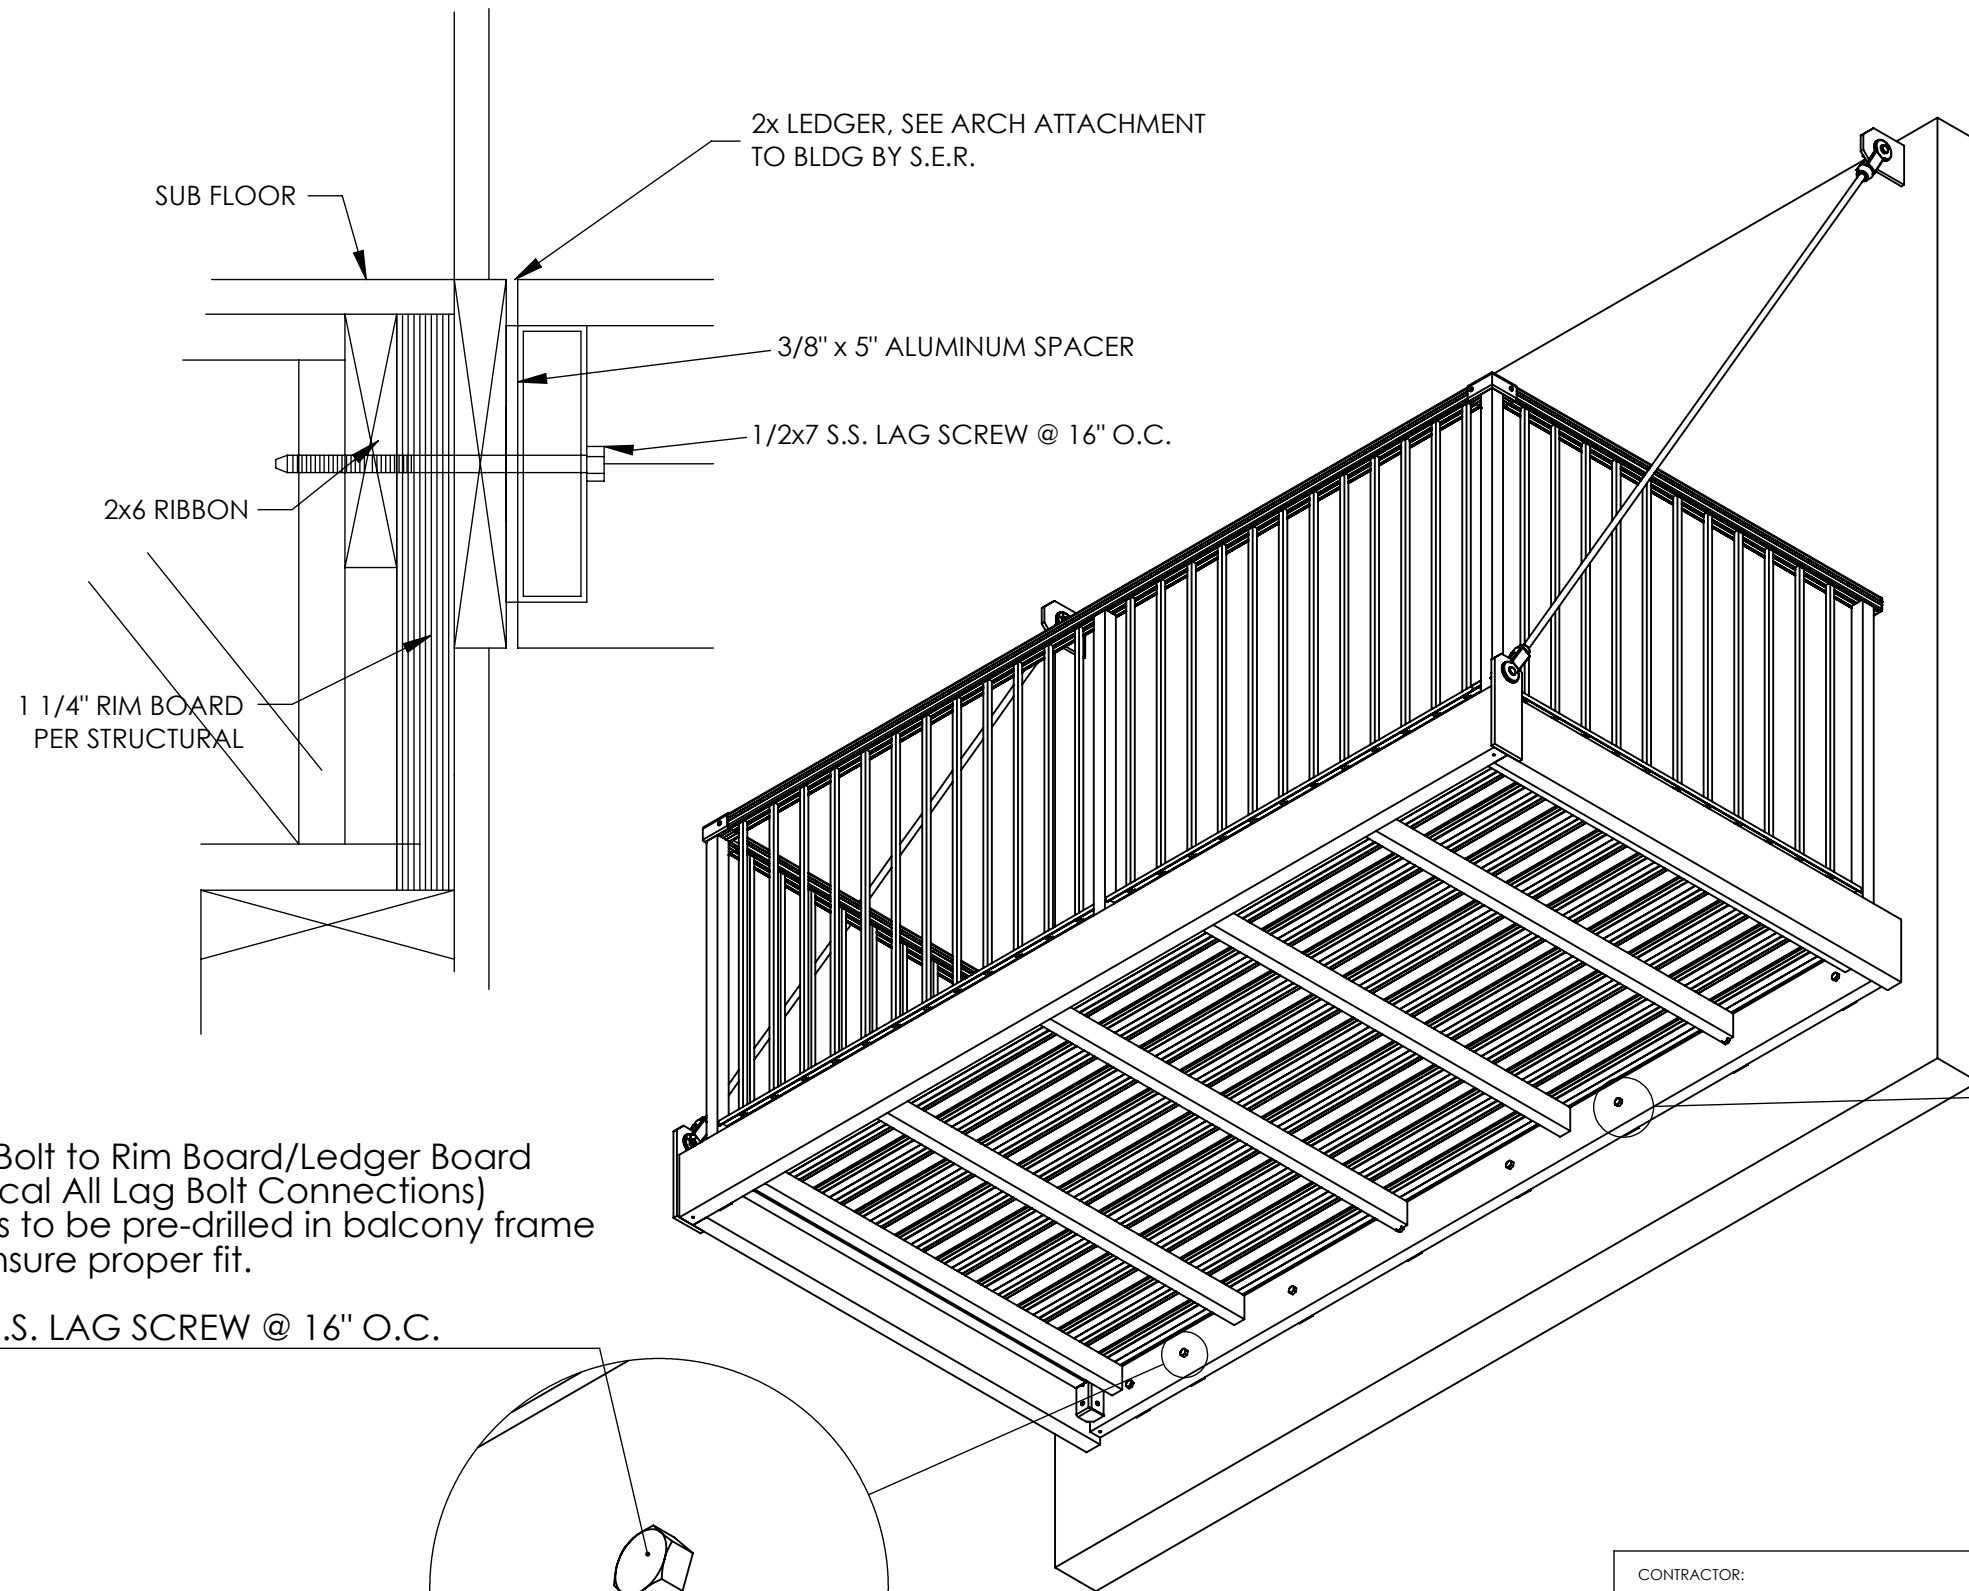 2x LEDGER, SEE ARCH ATTACHMENT
TO BLDG BY S.E.R.
SUB FLOOR
3/8" x 5" ALUMINUM SPACER
1/2x7 S.S. LAG SCREW @ 16" O.C.
2x6 RIBBON
1 1/4" RIM BOARD
PER STRUCTURAL
Bolt to Rim Board/Ledger Board
cal All Lag Bolt Connections)
s to be pre-drilled in balcony frame
nsure proper fit.
.S. LAG SCREW @ 16" O.C.
CONTRACTOR: